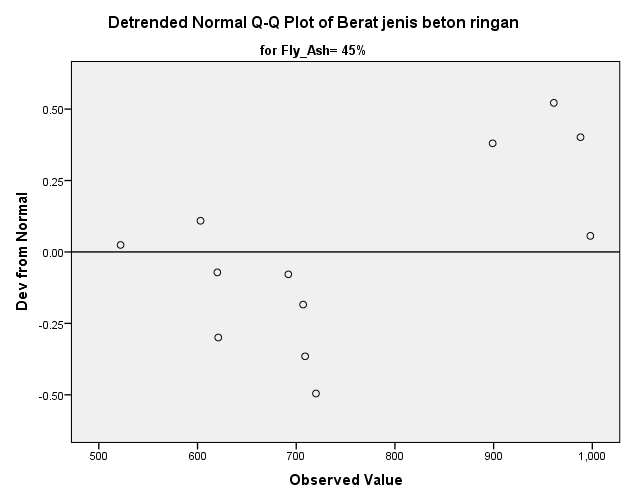 Detrended Normal Q-Q Plot of Berat jenis beton ringan
for Fly_Ash= 45%
Dev from Normal
0.50
0.25
0.00
-0.25
-0.50
500
600
700
800
900
1,000
Observed Value